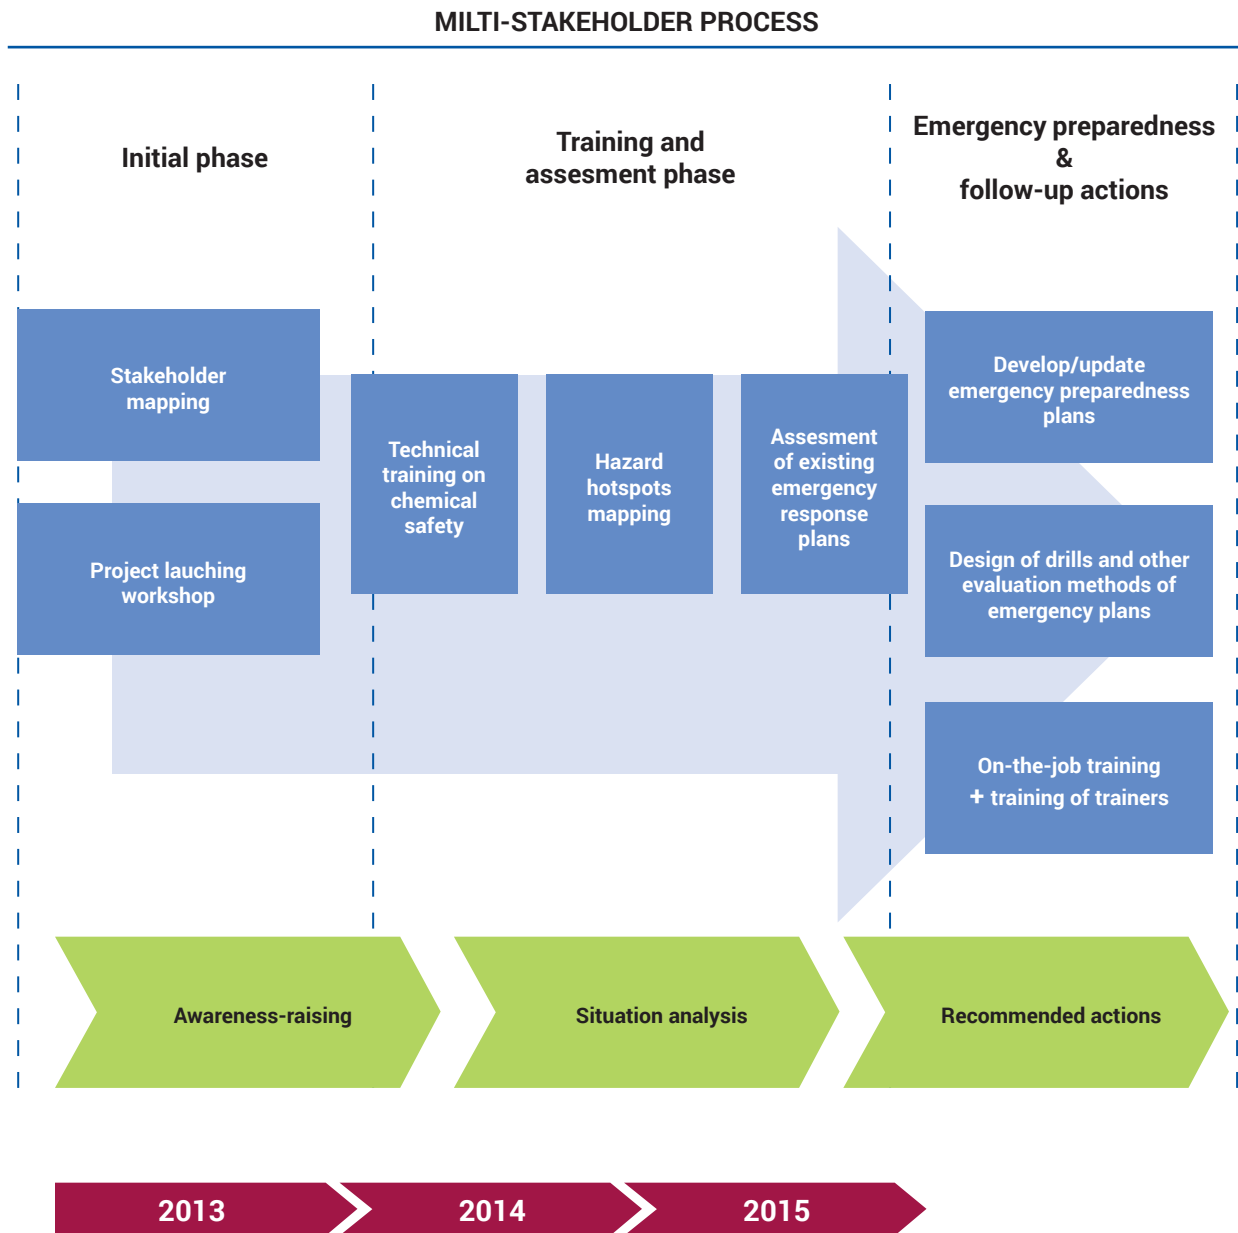 MILTI-STAKEHOLDER PROCESS
Initial phase
Training and
assesment phase
Emergency preparedness
&
follow-up actions
Stakeholder
mapping
Project lauching
workshop
Technical
training on
chemical
safety
Hazard
hotspots
mapping
Assesment
of existing
emergency
response
plans
Develop/update
emergency preparedness
plans
Design of drills and other
evaluation methods of
emergency plans
On-the-job training
+ training of trainers
Awareness-raising
Situation analysis
Recommended actions
2013
2014
2015